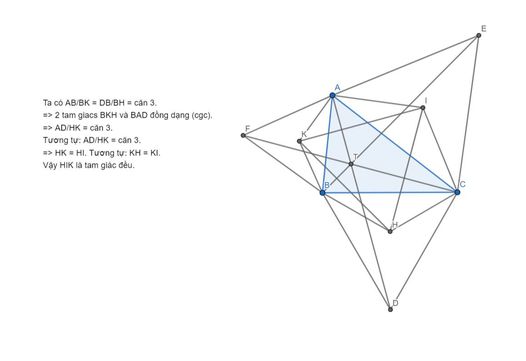 Ta có AB/BK = DB/BH = căn 3.
=> 2 tam giacs BKH và BAD đồng dạng (cgc).
=> AD/HK = căn 3.
Tương tự: AD/HK = căn 3.
=> HK = HI. Tương tự: KH = KI.
Vậy HIK là tam giác đều.
E
A
I
F
K
T
B
C
H
D